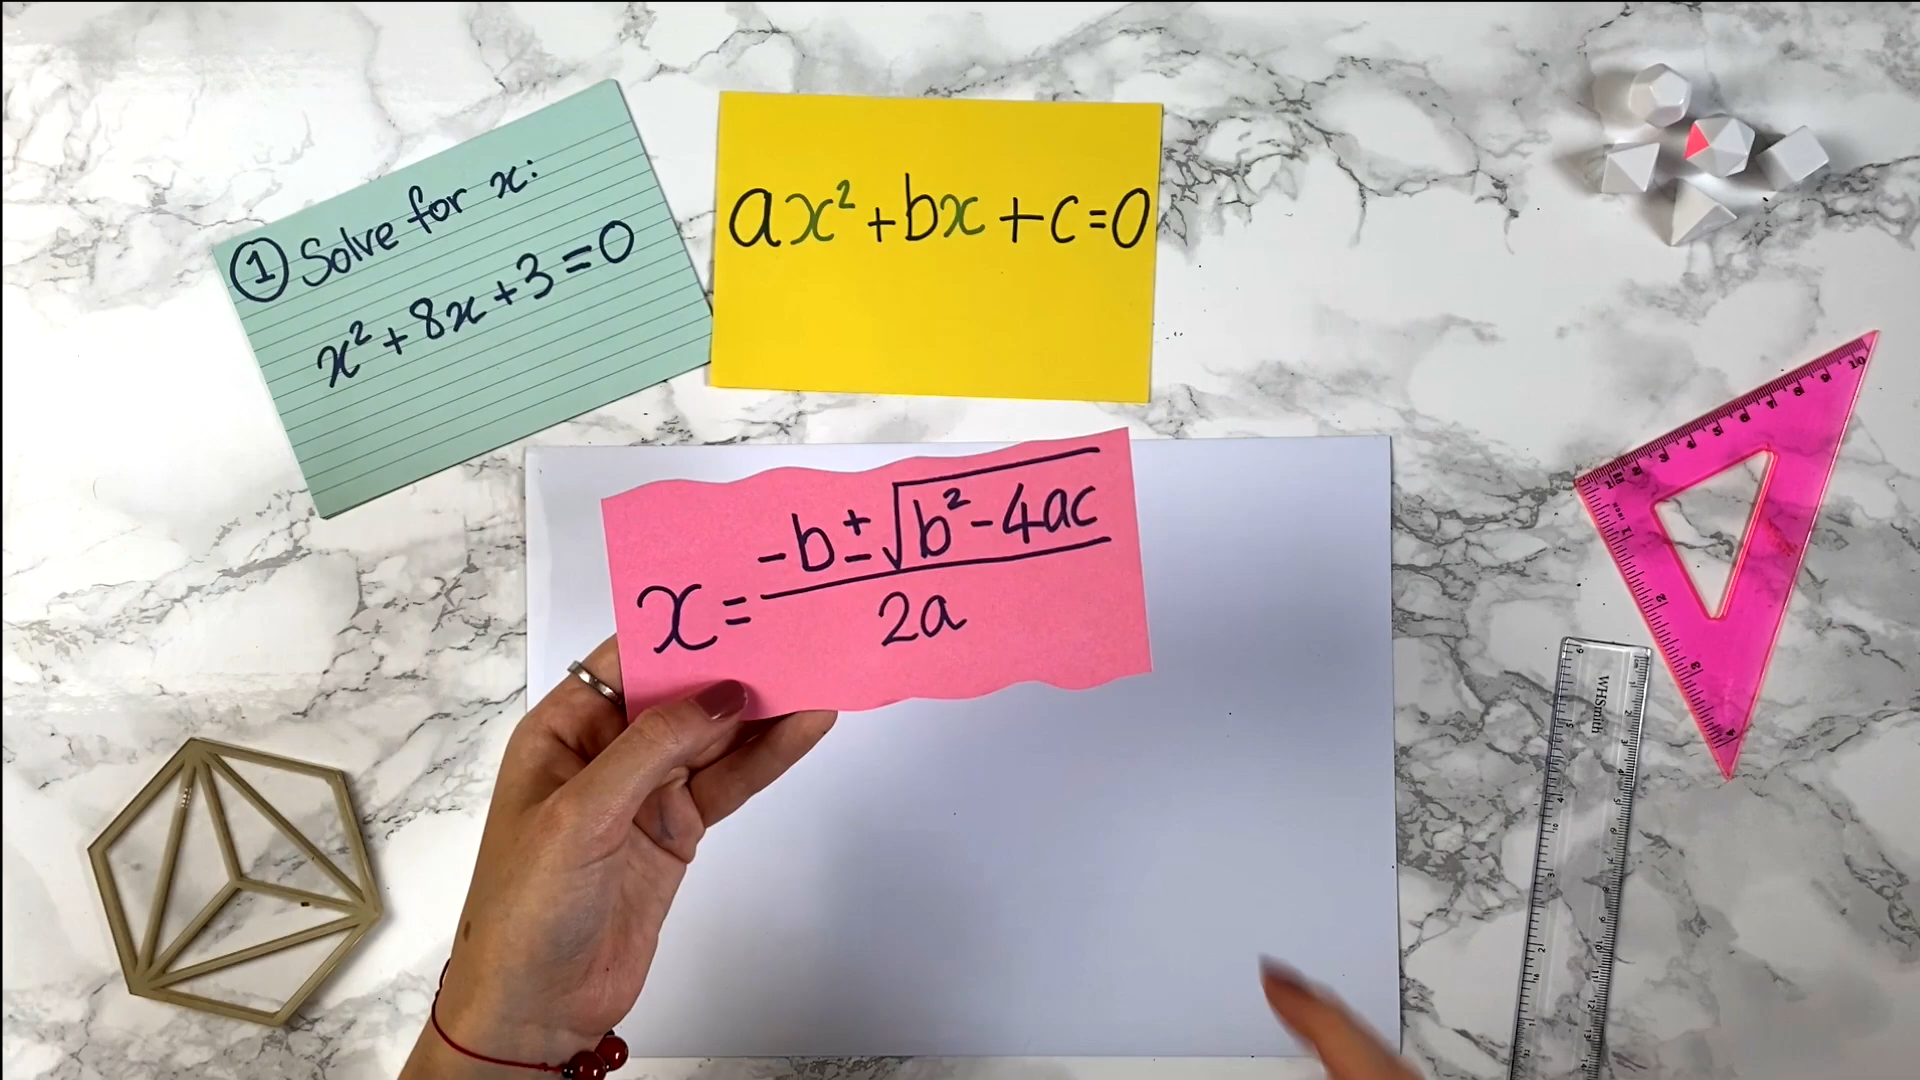 ① Solve for x:
x² + 8x + 3 = 0
ax² + bx + c = 0
x = (-b ± √(b² - 4ac)) / 2a
WHSmith